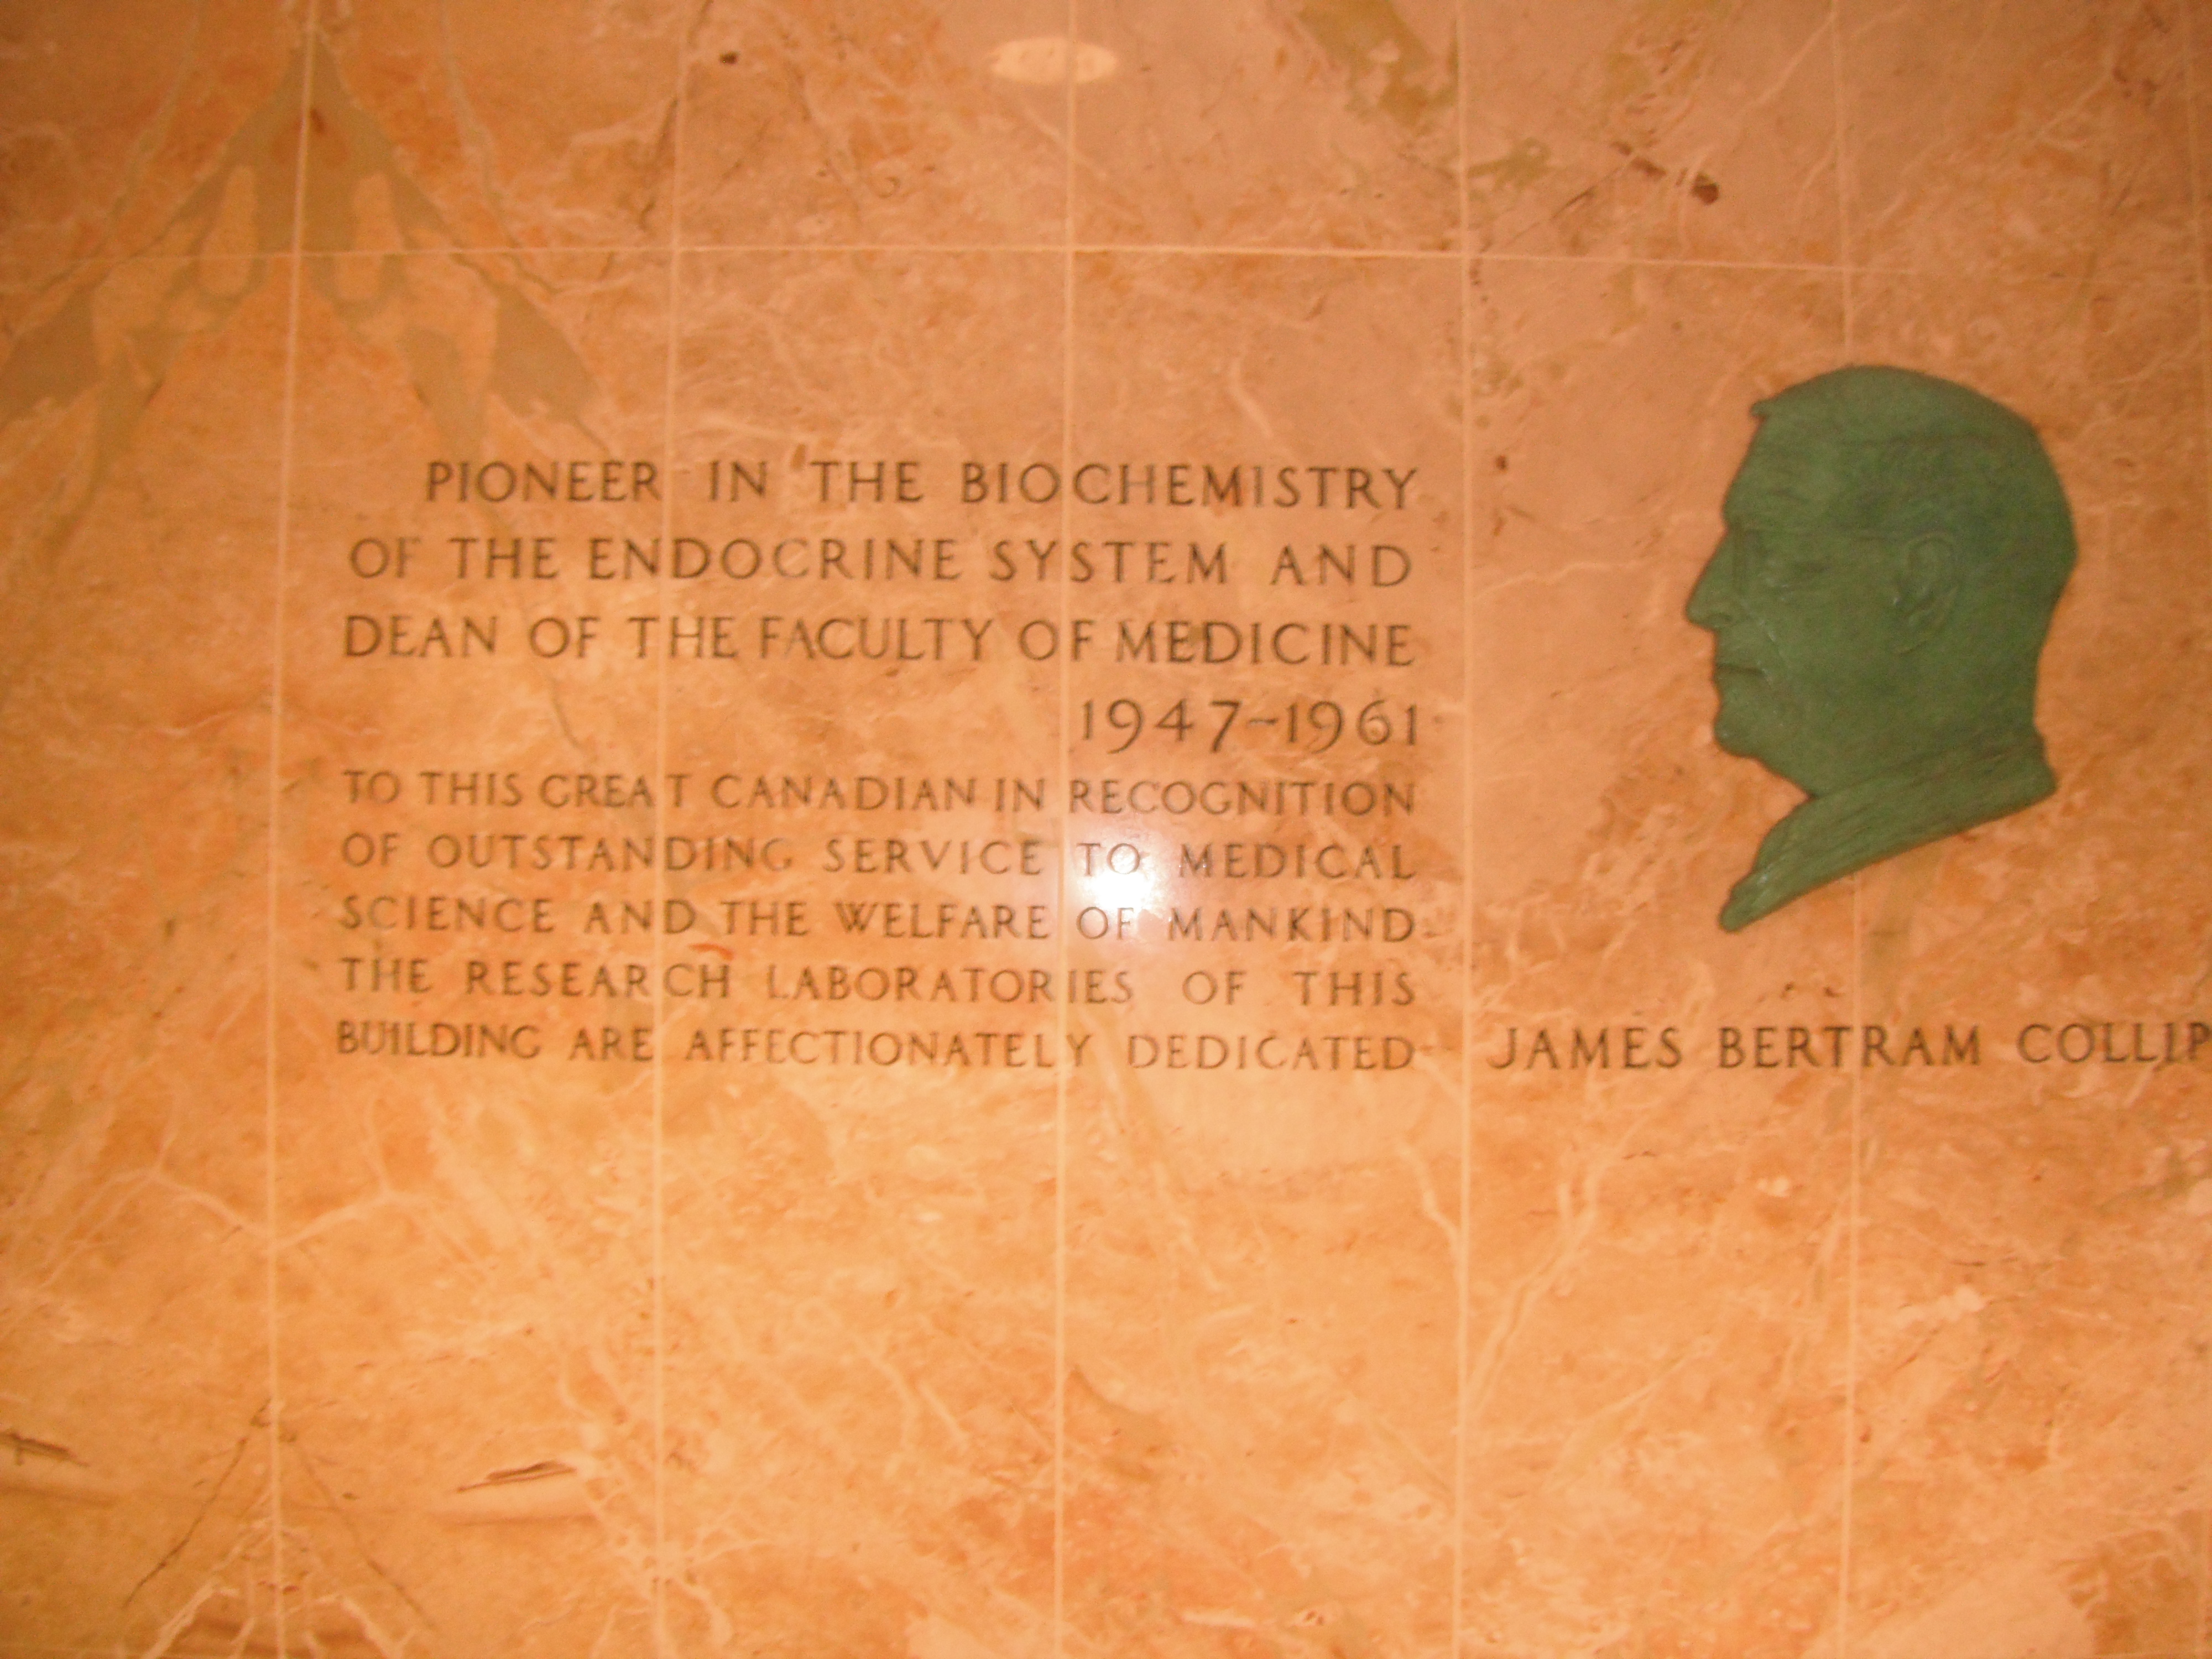 PIONEER IN THE BIOCHEMISTRY
OF THE ENDOCRINE SYSTEM AND
DEAN OF THE FACULTY OF MEDICINE
1947~1961
TO THIS GREAT CANADIAN IN RECOGNITION
OF OUTSTANDING SERVICE TO MEDICAL
SCIENCE AND THE WELFARE OF MANKIND
THE RESEARCH LABORATORIES OF THIS
BUILDING ARE AFFECTIONATELY DEDICATED
JAMES BERTRAM COLLIP